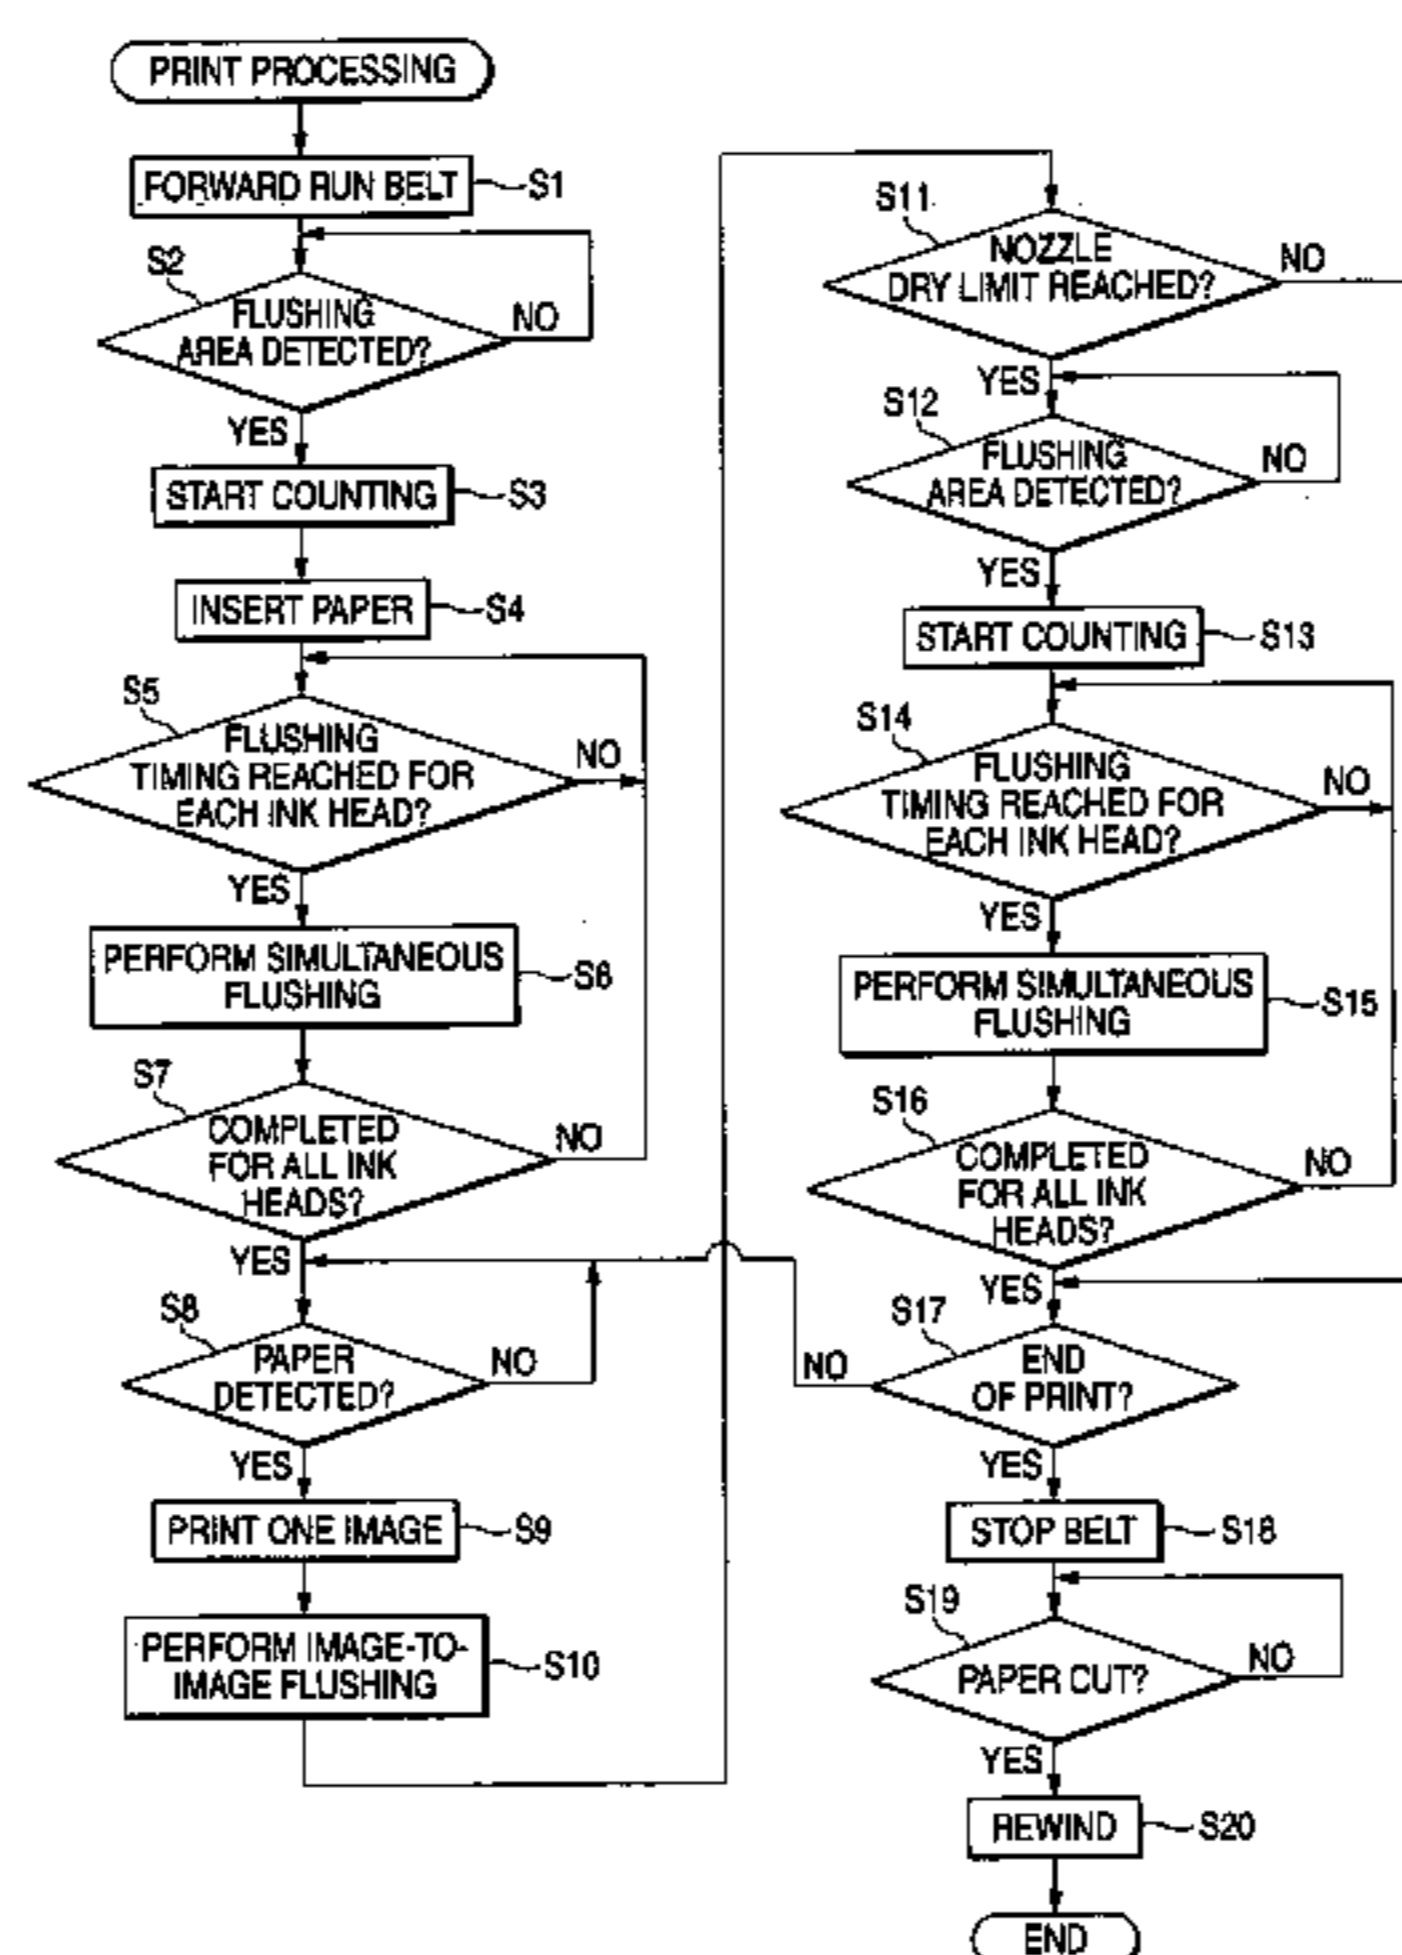 PRINT PROCESSING
FORWARD RUN BELT
S1
S2
FLUSHING
AREA DETECTED?
NO
YES
START COUNTING
S3
INSERT PAPER
S4
S5
FLUSHING
TIMING REACHED FOR
EACH INK HEAD?
NO
YES
PERFORM SIMULTANEOUS
FLUSHING
S6
S7
COMPLETED
FOR ALL INK
HEADS?
NO
YES
S8
PAPER
DETECTED?
NO
YES
PRINT ONE IMAGE
S9
PERFORM IMAGE-TO-
IMAGE FLUSHING
S10
S11
NOZZLE
DRY LIMIT REACHED?
NO
YES
S12
FLUSHING
AREA DETECTED?
NO
YES
START COUNTING
S13
S14
FLUSHING
TIMING REACHED FOR
EACH INK HEAD?
NO
YES
PERFORM SIMULTANEOUS
FLUSHING
S15
S16
COMPLETED
FOR ALL INK
HEADS?
NO
YES
S17
END
OF PRINT?
NO
YES
STOP BELT
S18
S19
PAPER CUT?
NO
YES
REWIND
S20
END